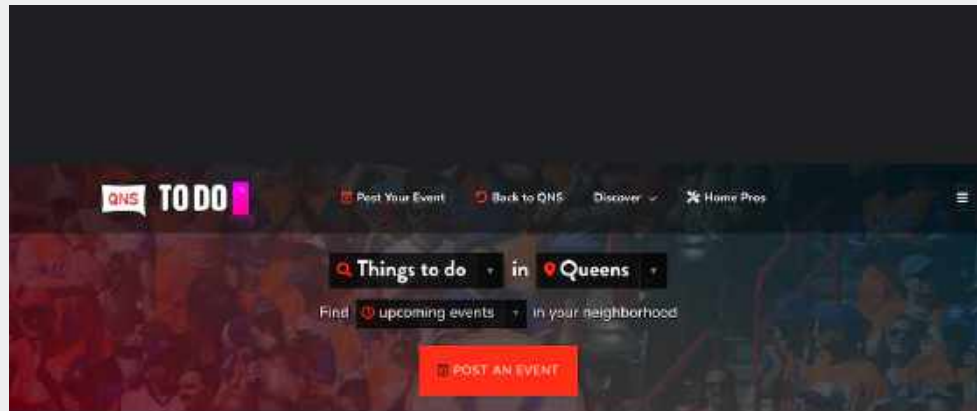 QNS TO DO
Post Your Event Back to QNS Discover Home Pros
Things to do in Queens
Find upcoming events in your neighborhood
POST AN EVENT